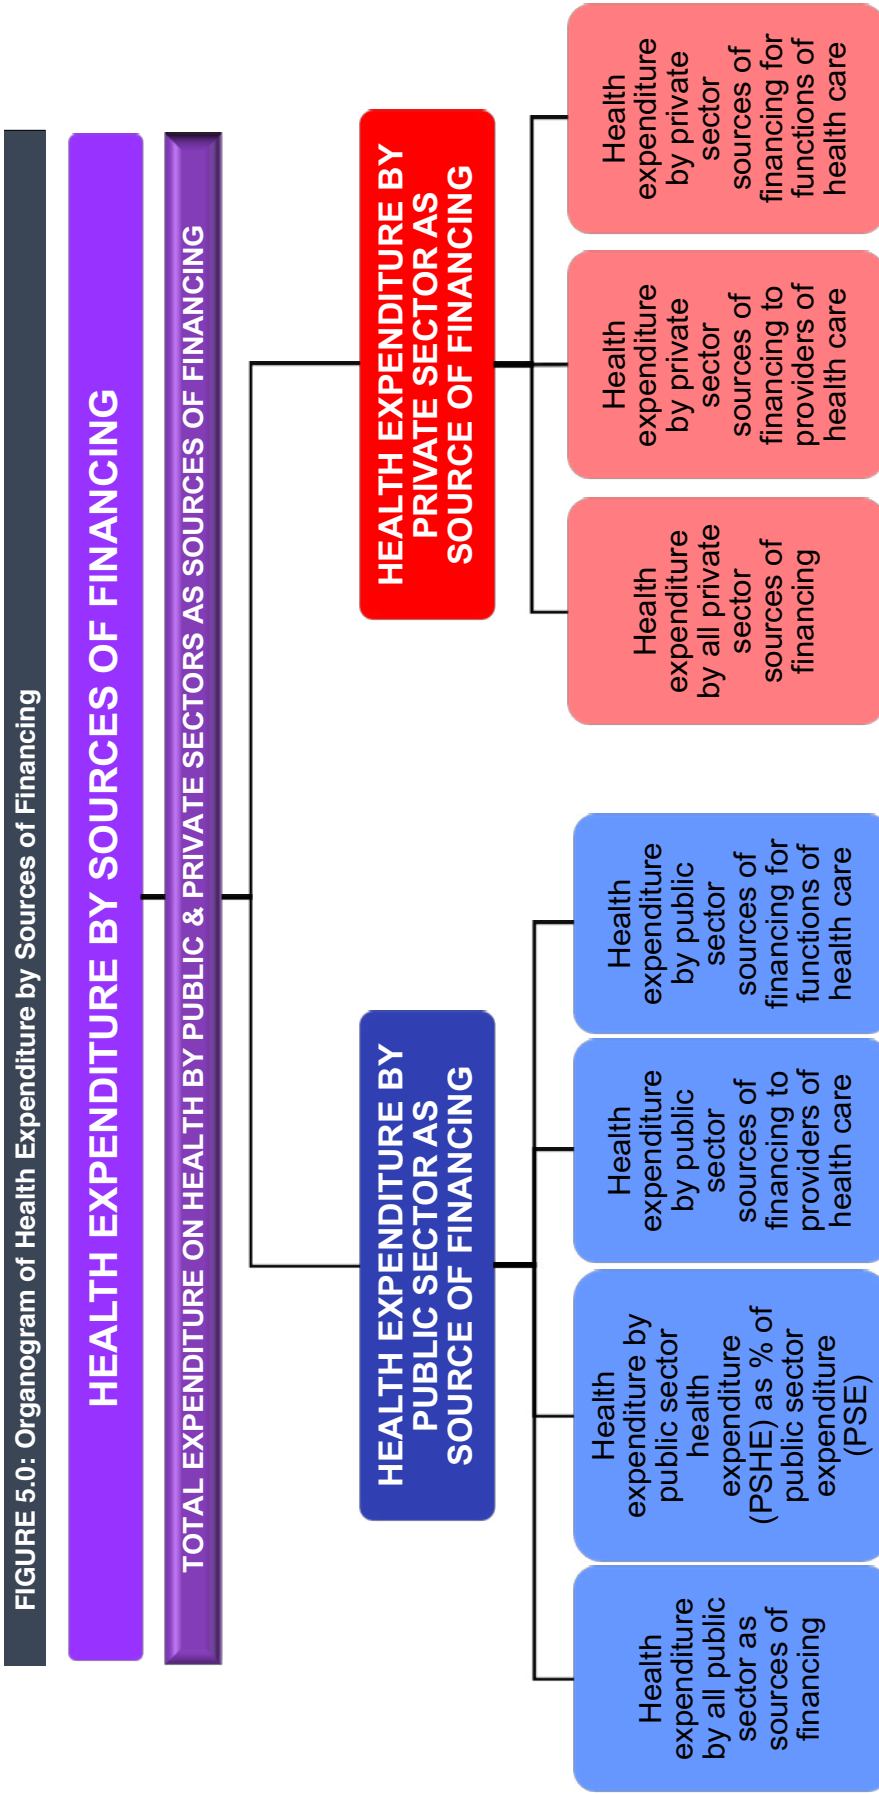 FIGURE 5.0: Organogram of Health Expenditure by Sources of Financing
HEALTH EXPENDITURE BY SOURCES OF FINANCING
TOTAL EXPENDITURE ON HEALTH BY PUBLIC & PRIVATE SECTORS AS SOURCES OF FINANCING
HEALTH EXPENDITURE BY
PUBLIC SECTOR AS
SOURCE OF FINANCING
HEALTH EXPENDITURE BY
PRIVATE SECTOR AS
SOURCE OF FINANCING
Health
expenditure
by all public
sector as
sources of
financing
Health
expenditure by
public sector
health
expenditure
(PSHE) as % of
public sector
expenditure
(PSE)
Health
expenditure
by public
sector
sources of
financing to
providers of
health care
Health
expenditure
by public
sector
sources of
financing for
functions of
health care
Health
expenditure
by all private
sector
sources of
financing
Health
expenditure
by private
sector
sources of
financing to
providers of
health care
Health
expenditure
by private
sector
sources of
financing for
functions of
health care